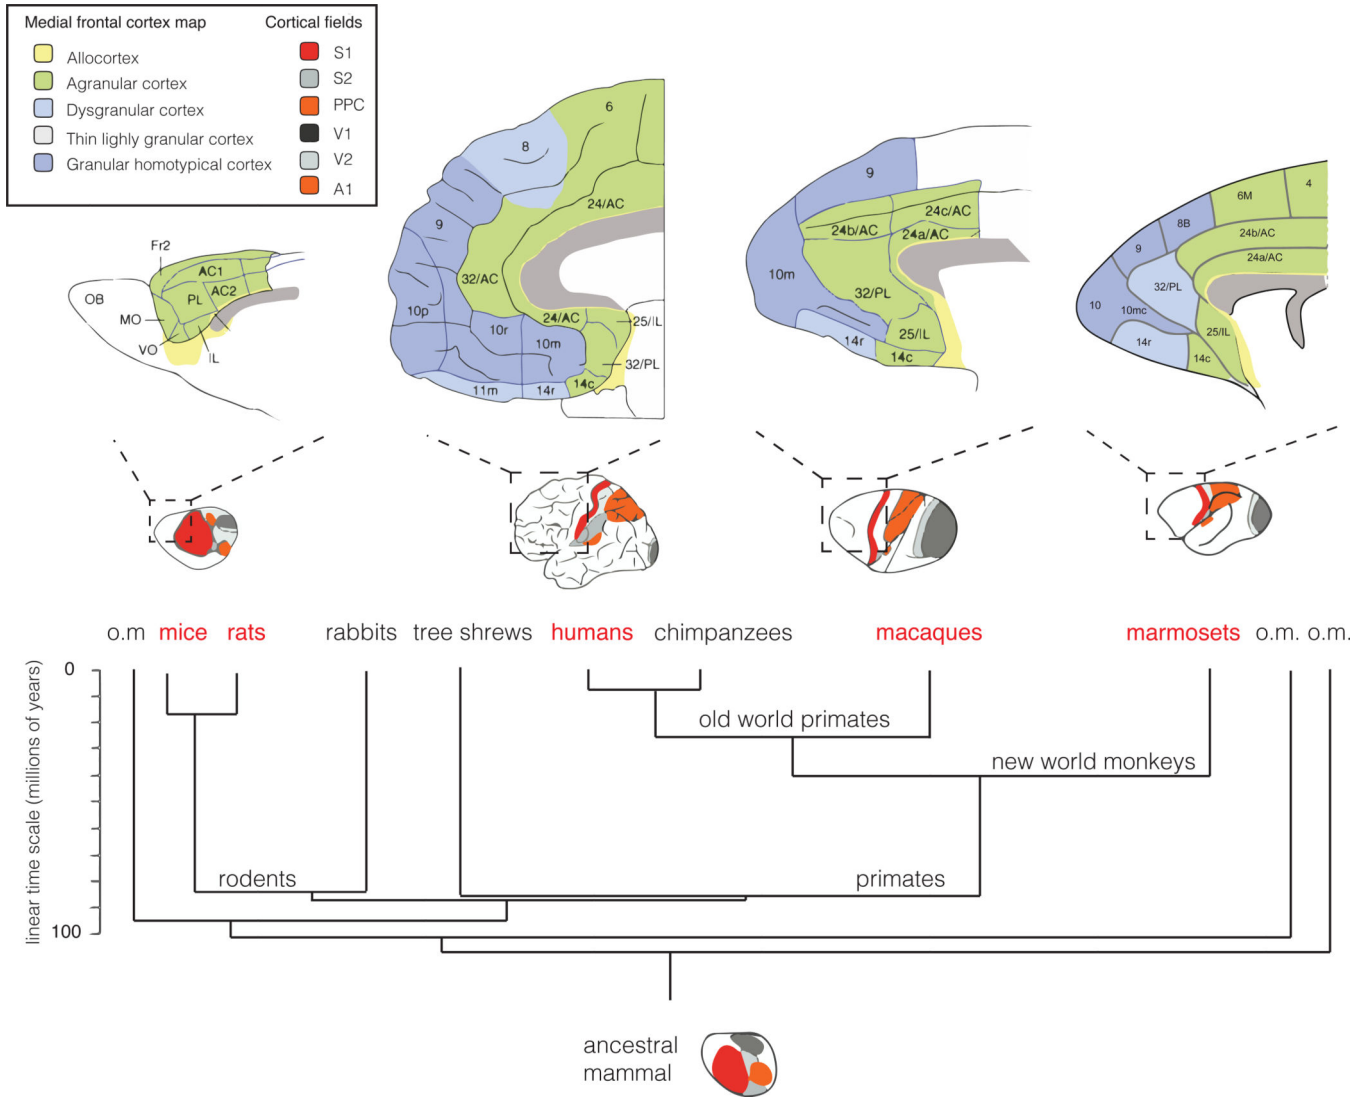 Medial frontal cortex map
Allocortex
Agranular cortex
Dysgranular cortex
Thin lighly granular cortex
Granular homotypical cortex
Cortical fields
S1
S2
PPC
V1
V2
A1
OB
Fr2
AC1
AC2
PL
MO
VO
IL
6
8
9
24/AC
32/AC
10p
10r
24/AC
25/IL
10m
32/PL
11m
14r
14c
9
24c/AC
24b/AC
24a/AC
10m
32/PL
25/IL
14r
14c
4
6M
8B
9
24b/AC
24a/AC
32/PL
10
10mc
25/IL
14r
14c
o.m
mice
rats
rabbits
tree shrews
humans
chimpanzees
macaques
marmosets
o.m.
o.m.
linear time scale (millions of years)
0
100
old world primates
new world monkeys
rodents
primates
ancestral
mammal